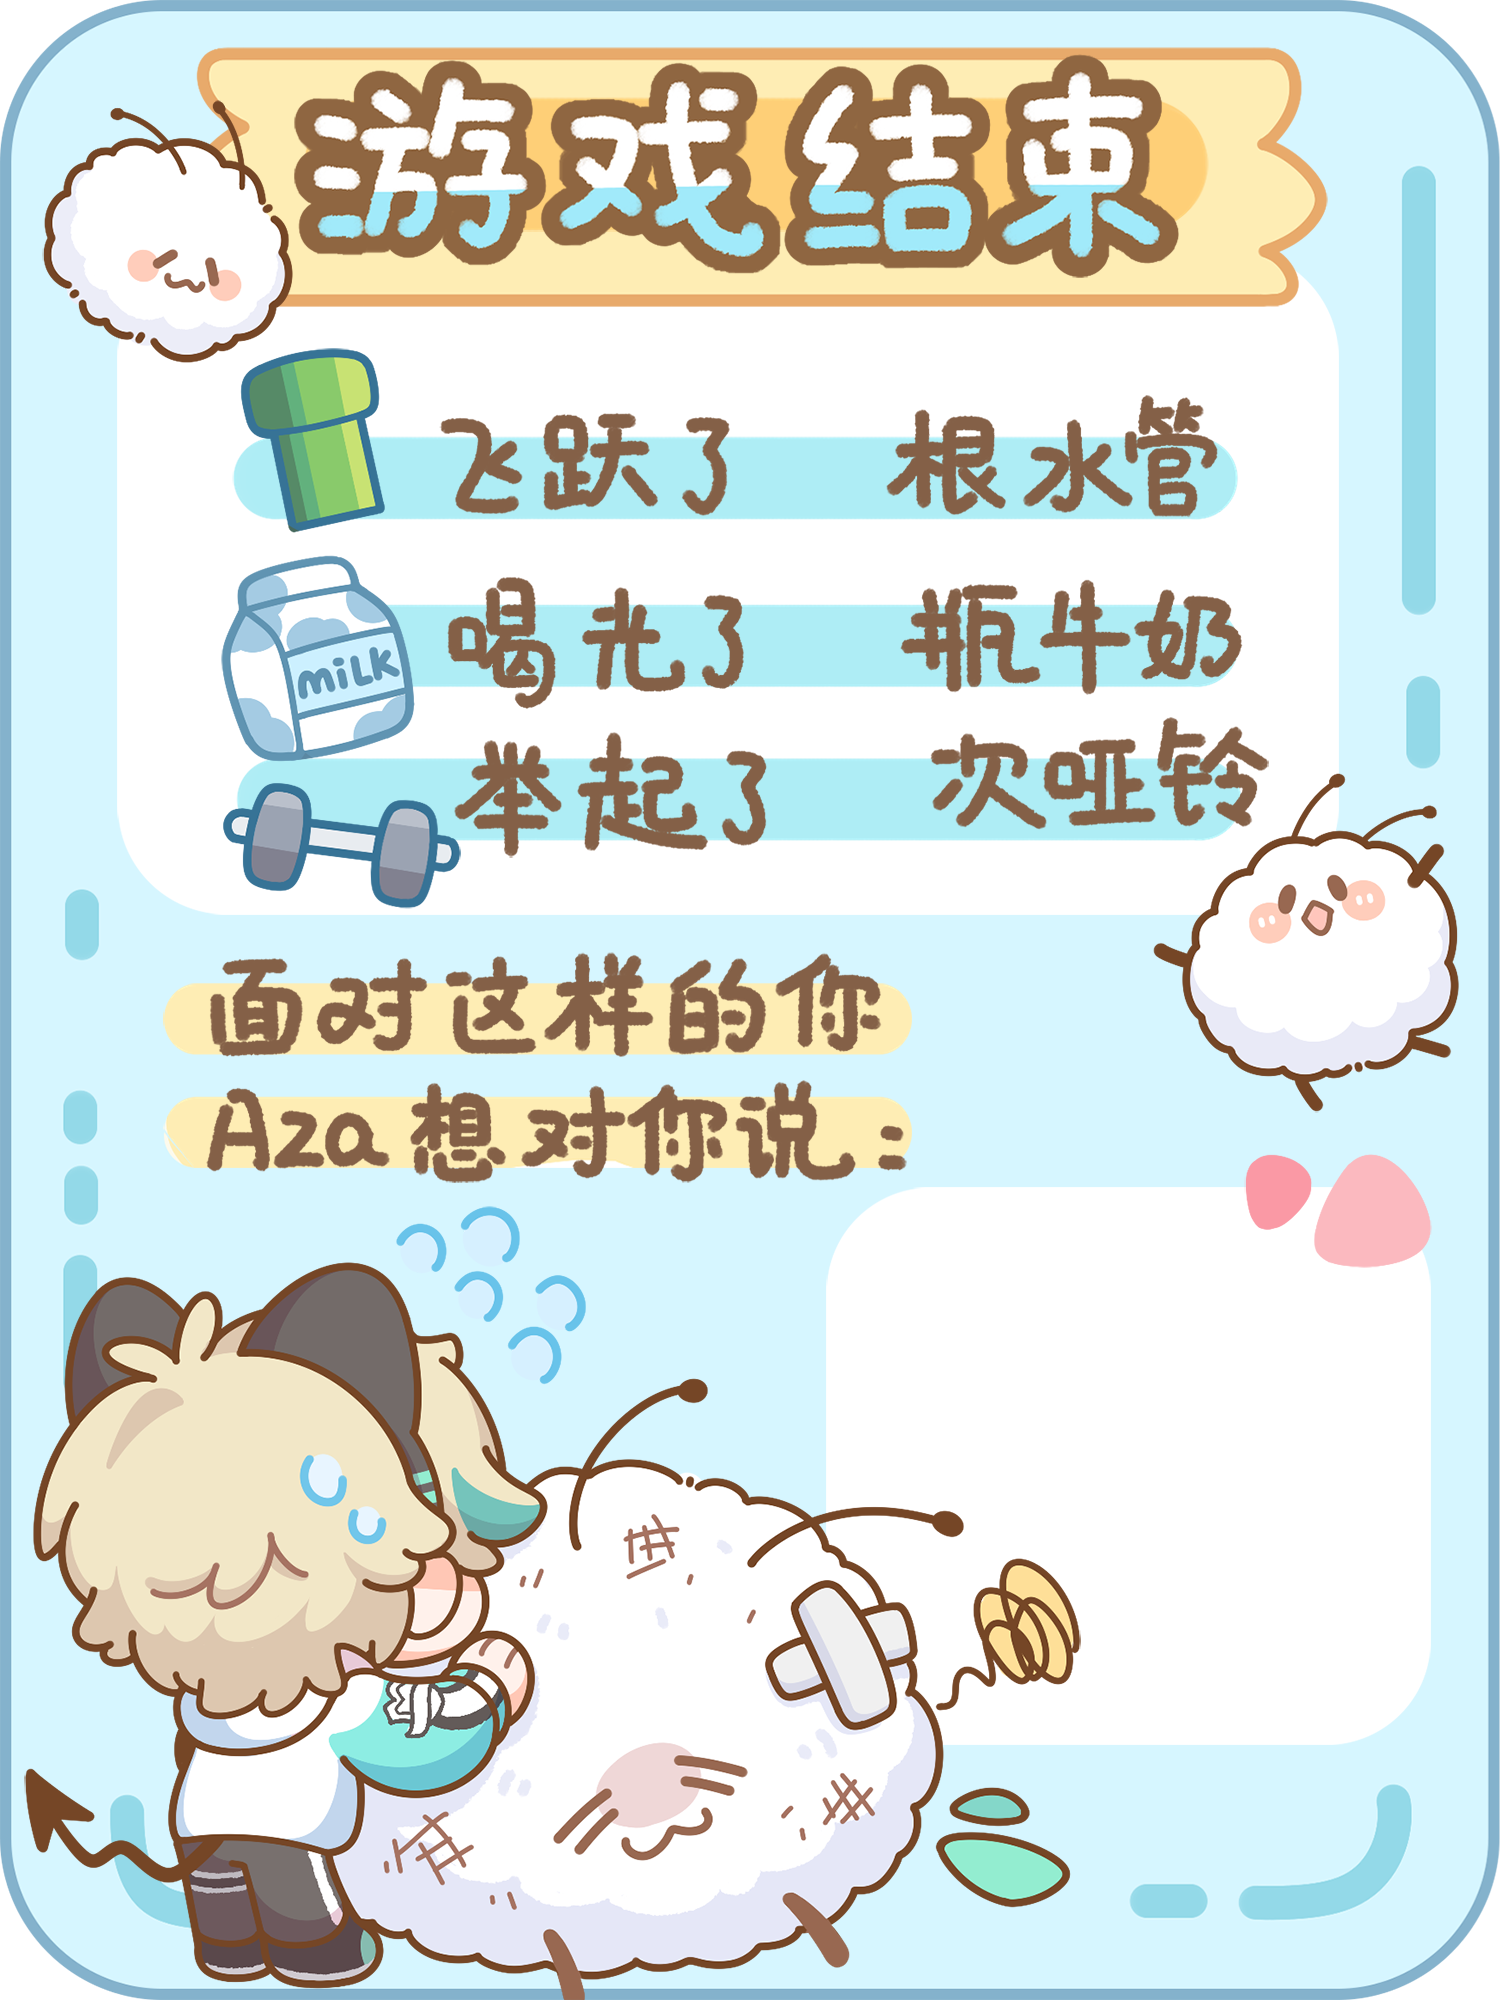 游戏结束
飞跃了 根水管
milk
喝光了 瓶牛奶
举起了 次哑铃
面对这样的你
Aza想对你说：